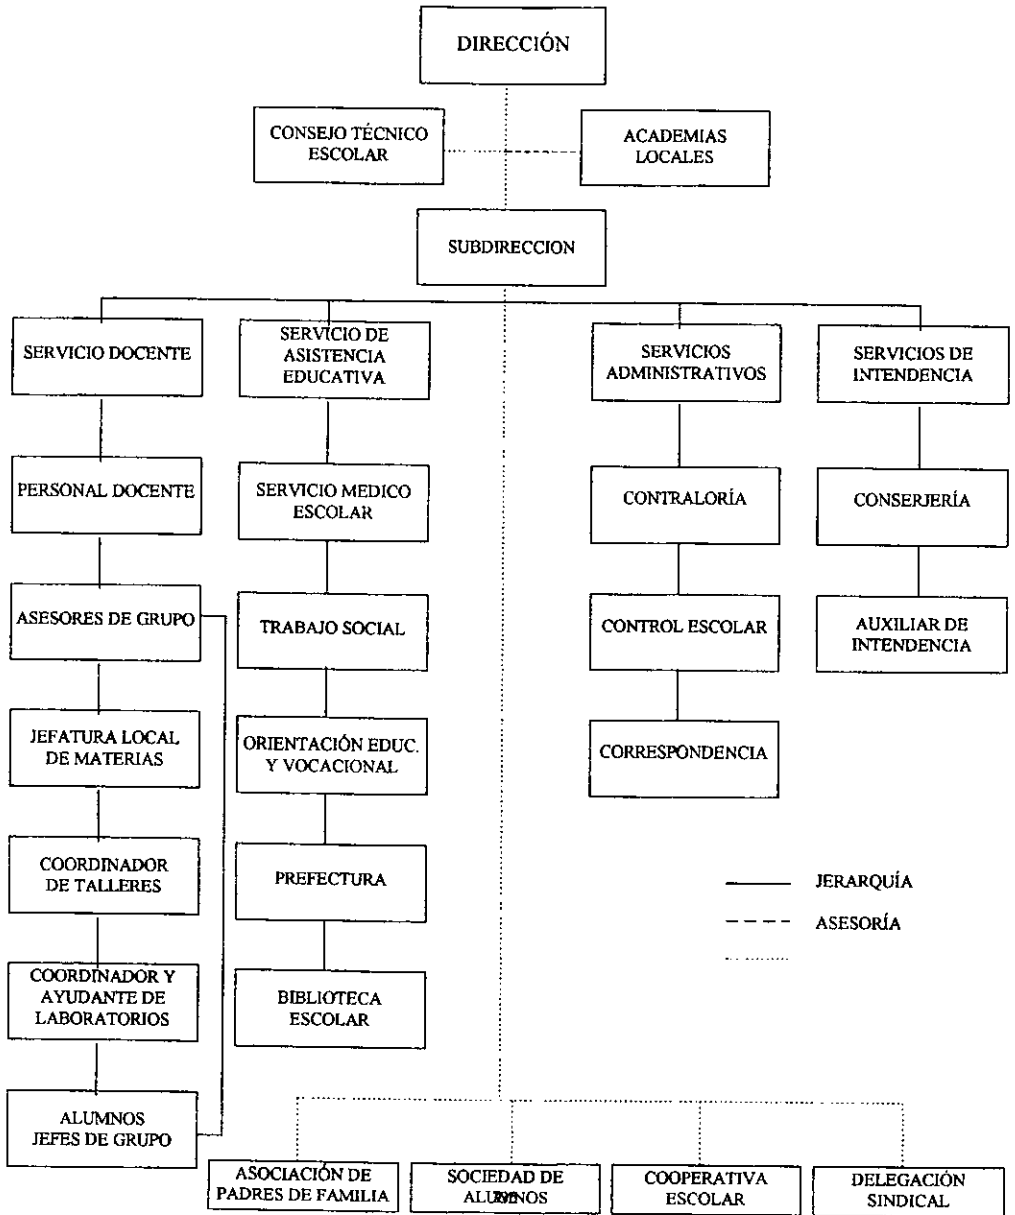 DIRECCIÓN
CONSEJO TÉCNICO
ESCOLAR
ACADEMIAS
LOCALES
SUBDIRECCION
SERVICIO DOCENTE
SERVICIO DE
ASISTENCIA
EDUCATIVA
SERVICIOS
ADMINISTRATIVOS
SERVICIOS DE
INTENDENCIA
PERSONAL DOCENTE
SERVICIO MEDICO
ESCOLAR
CONTRALORÍA
CONSERJERÍA
ASESORES DE GRUPO
TRABAJO SOCIAL
CONTROL ESCOLAR
AUXILIAR DE
INTENDENCIA
JEFATURA LOCAL
DE MATERIAS
ORIENTACIÓN EDUC.
Y VOCACIONAL
CORRESPONDENCIA
COORDINADOR
DE TALLERES
PREFECTURA
JERARQUÍA
ASESORÍA
COORDINADOR Y
AYUDANTE DE
LABORATORIOS
BIBLIOTECA
ESCOLAR
ALUMNOS
JEFES DE GRUPO
ASOCIACIÓN DE
PADRES DE FAMILIA
SOCIEDAD DE
ALUMNOS
COOPERATIVA
ESCOLAR
DELEGACIÓN
SINDICAL